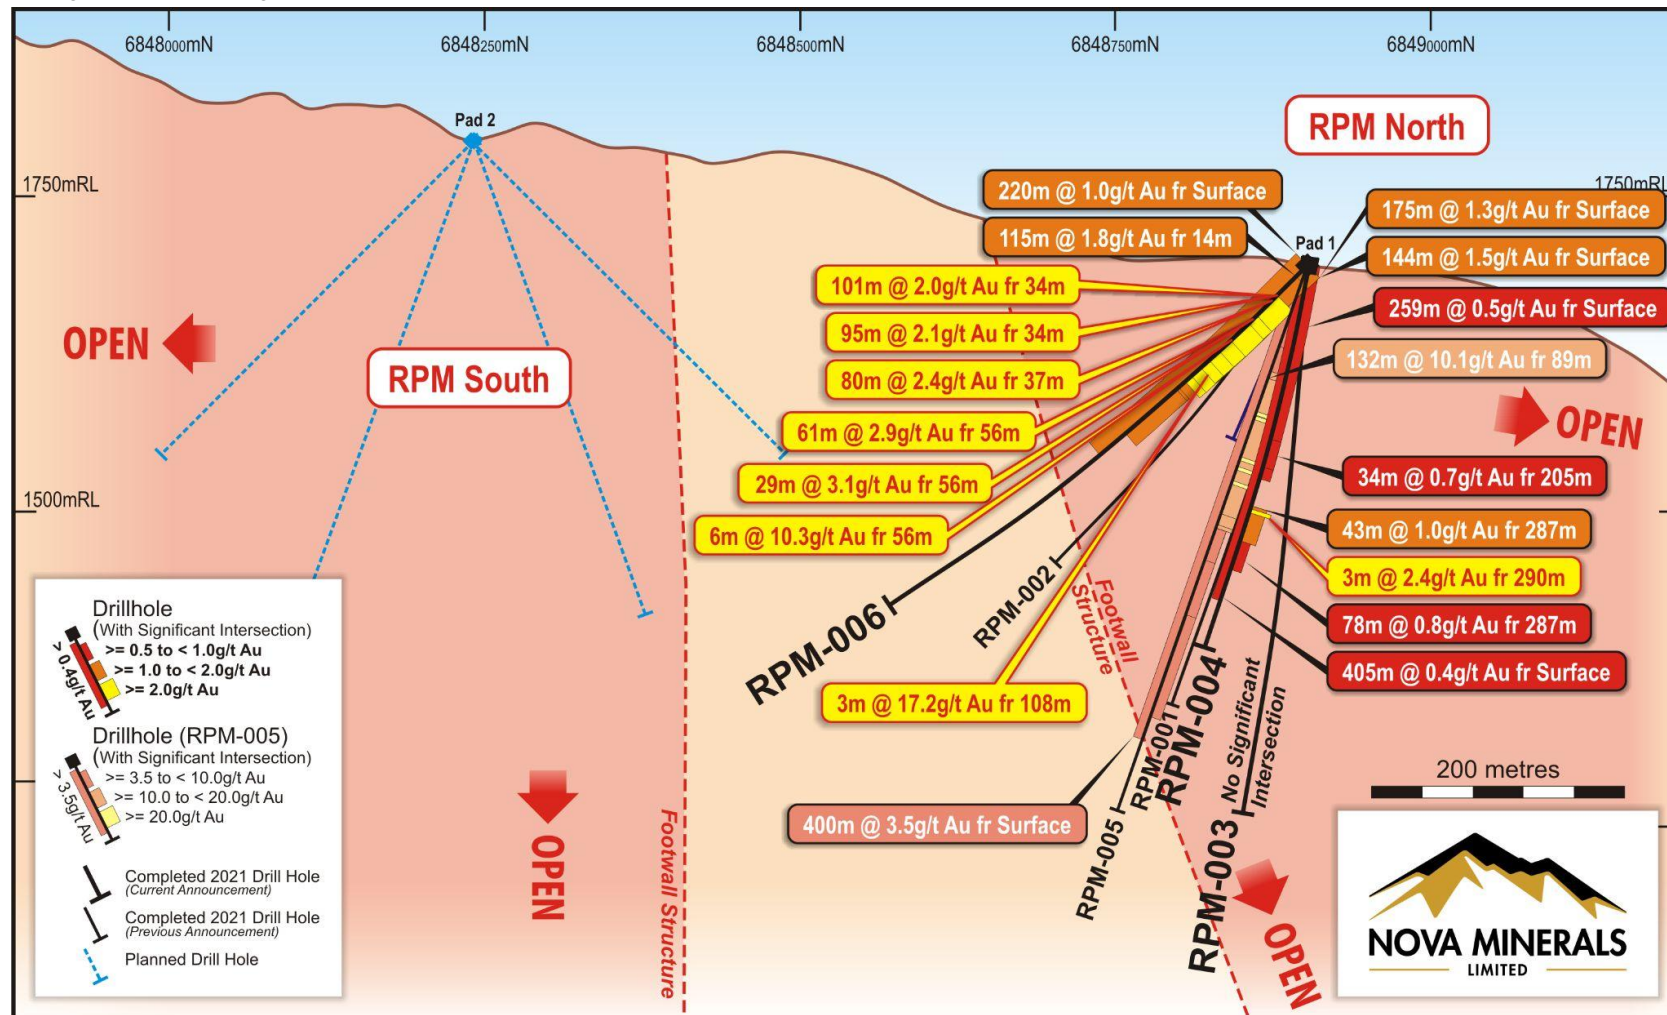 6848000mN
6848250mN
6848500mN
6848750mN
6849000mN
Pad 2
RPM North
1750mRL
1750mRL
220m @ 1.0g/t Au fr Surface
175m @ 1.3g/t Au fr Surface
115m @ 1.8g/t Au fr 14m
Pad 1
144m @ 1.5g/t Au fr Surface
101m @ 2.0g/t Au fr 34m
259m @ 0.5g/t Au fr Surface
95m @ 2.1g/t Au fr 34m
OPEN
132m @ 10.1g/t Au fr 89m
RPM South
80m @ 2.4g/t Au fr 37m
61m @ 2.9g/t Au fr 56m
OPEN
29m @ 3.1g/t Au fr 56m
34m @ 0.7g/t Au fr 205m
1500mRL
6m @ 10.3g/t Au fr 56m
43m @ 1.0g/t Au fr 287m
3m @ 2.4g/t Au fr 290m
78m @ 0.8g/t Au fr 287m
405m @ 0.4g/t Au fr Surface
RPM-006
RPM-002
Footwall
Structure
3m @ 17.2g/t Au fr 108m
RPM-001
RPM-004
No Significant
Intersection
400m @ 3.5g/t Au fr Surface
RPM-005
RPM-003
OPEN
Footwall Structure
OPEN
200 metres
Drillhole
(With Significant Intersection)
>= 0.5 to < 1.0g/t Au
>= 1.0 to < 2.0g/t Au
>= 2.0g/t Au
> 0.4g/t Au
Drillhole (RPM-005)
(With Significant Intersection)
>= 3.5 to < 10.0g/t Au
>= 10.0 to < 20.0g/t Au
>= 20.0g/t Au
> 3.5g/t Au
Completed 2021 Drill Hole
(Current Announcement)
Completed 2021 Drill Hole
(Previous Announcement)
Planned Drill Hole
NOVA MINERALS
LIMITED